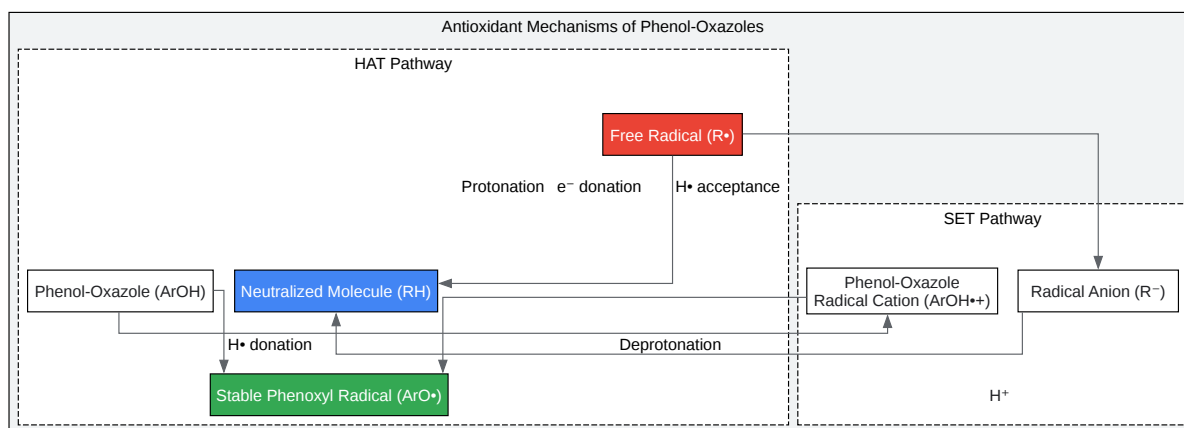 Antioxidant Mechanisms of Phenol-Oxazoles
HAT Pathway
Free Radical (R•)
Protonation e⁻ donation H• acceptance
SET Pathway
Phenol-Oxazole (ArOH)
Neutralized Molecule (RH)
Phenol-Oxazole
Radical Cation (ArOH•+)
Radical Anion (R⁻)
H• donation
Deprotonation
Stable Phenoxyl Radical (ArO•)
H⁺